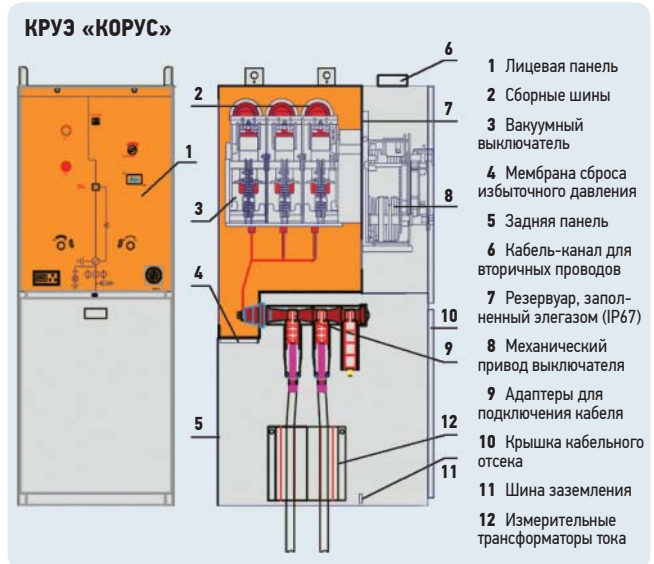 КРУЭ «КОРУС»
1 Лицевая панель
2 Сборные шины
3 Вакуумный
выключатель
4 Мембрана сброса
избыточного давления
5 Задняя панель
6 Кабель-канал для
вторичных проводов
7 Резервуар, запол-
ненный элегазом (IP67)
8 Механический
привод выключателя
9 Адаптеры для
подключения кабеля
10 Крышка кабельного
отсека
11 Шина заземления
12 Измерительные
трансформаторы тока
1
2
3
4
5
6
7
8
10
9
12
11